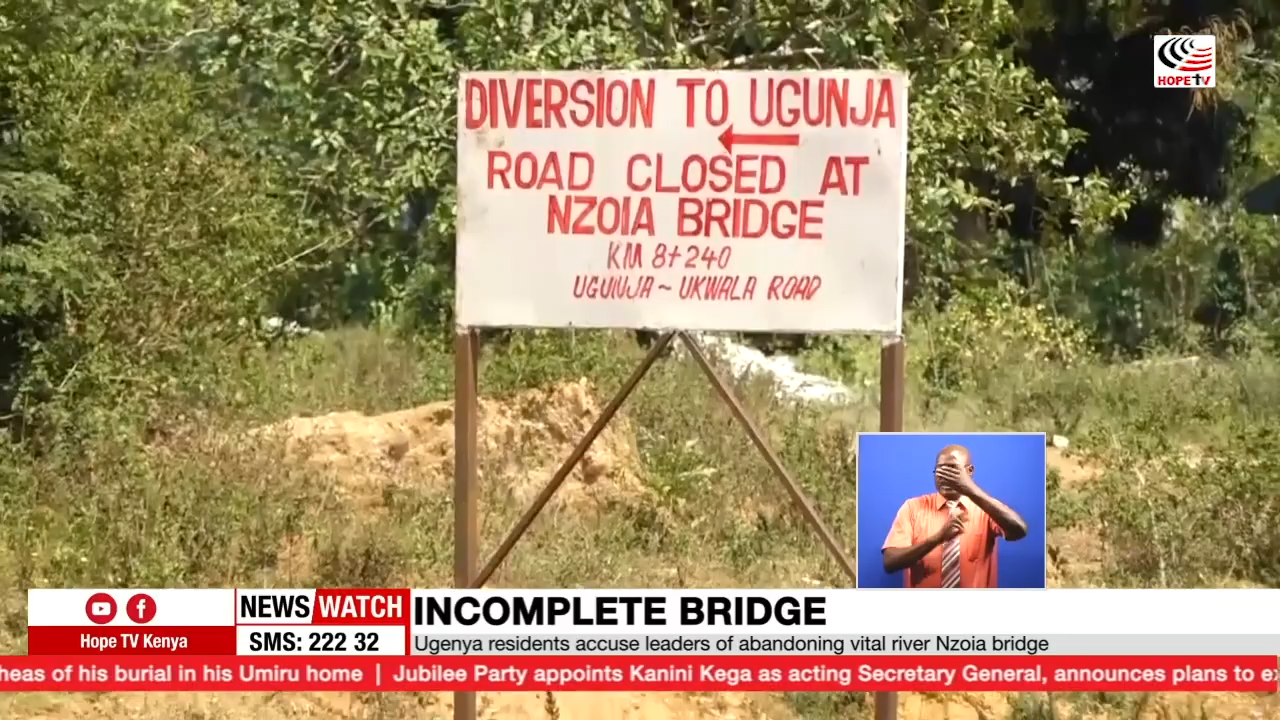 HOPE TV
DIVERSION TO UGUNJA
ROAD CLOSED AT
NZOIA BRIDGE
KM 8+240
UGUNJA ~ UKWALA ROAD
NEWS WATCH
INCOMPLETE BRIDGE
Hope TV Kenya
SMS: 222 32
Ugenya residents accuse leaders of abandoning vital river Nzoia bridge
of his burial in his Umiru home | Jubilee Party appoints Kanini Kega as acting Secretary General, announces plans to